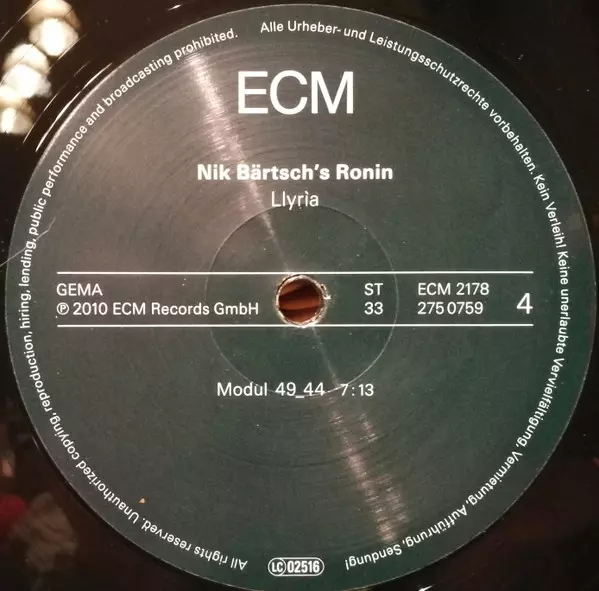 ECM
Nik Bärtsch's Ronin
Llyrìa
GEMA
℗ 2010 ECM Records GmbH
ST
33
ECM 2178
275 0759
4
Modul 49_44 7:13
Alle Urheber- und Leistungsschutzrechte vorbehalten. Kein Verleih! Keine unerlaubte Vervielfältigung, Vermietung, Aufführung, Sendung!
LC 02516
All rights reserved. Unauthorized copying, reproduction, hiring, lending, public performance and broadcasting prohibited.